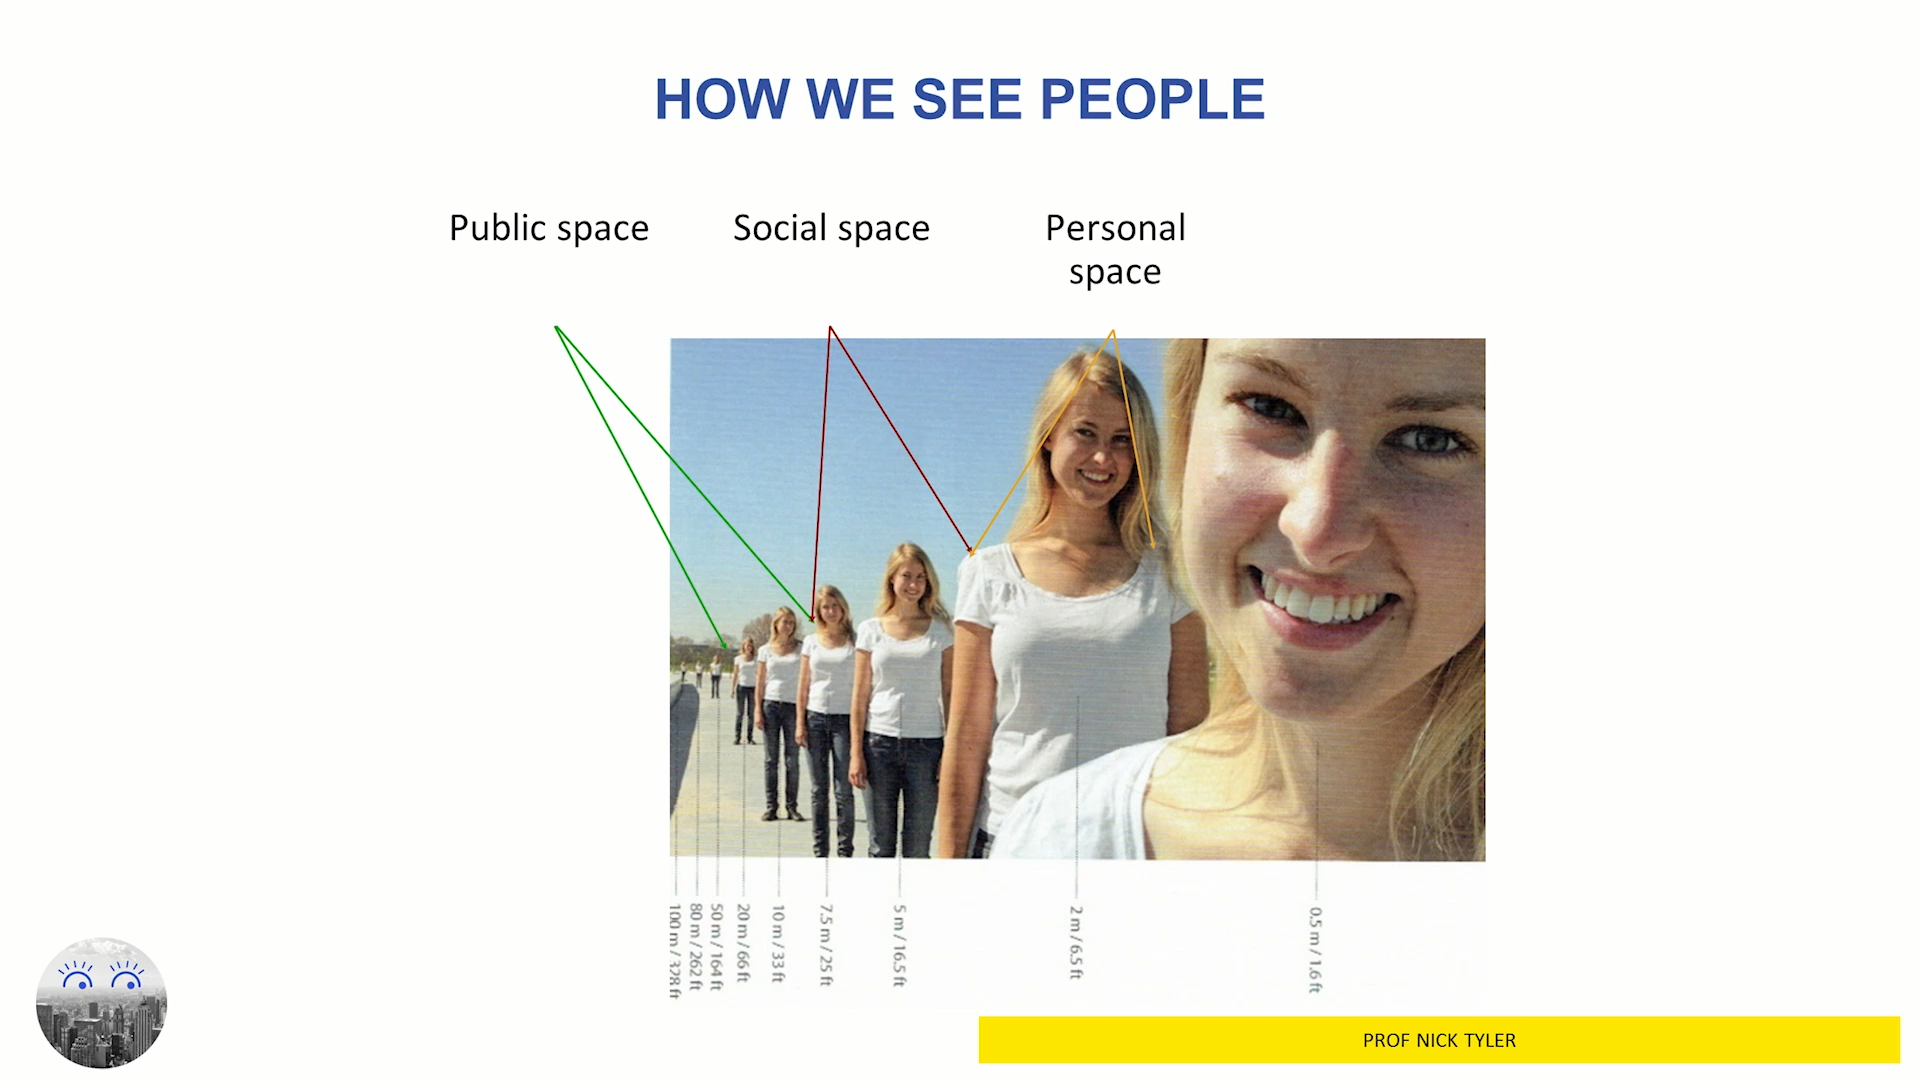 HOW WE SEE PEOPLE
Public space
Social space
Personal
space
100 m / 328 ft
80 m / 262 ft
50 m / 164 ft
20 m / 66 ft
10 m / 33 ft
7.5 m / 25 ft
5 m / 16.5 ft
2 m / 6.5 ft
0.5 m / 1.6 ft
PROF NICK TYLER